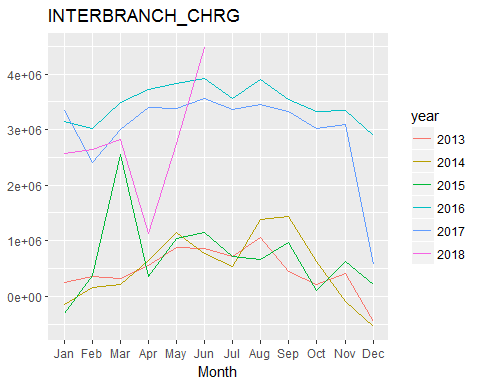 INTERBRANCH_CHRG
4e+06
3e+06
2e+06
1e+06
0e+00
Jan Feb Mar Apr May Jun Jul Aug Sep Oct Nov Dec
Month
year
2013
2014
2015
2016
2017
2018